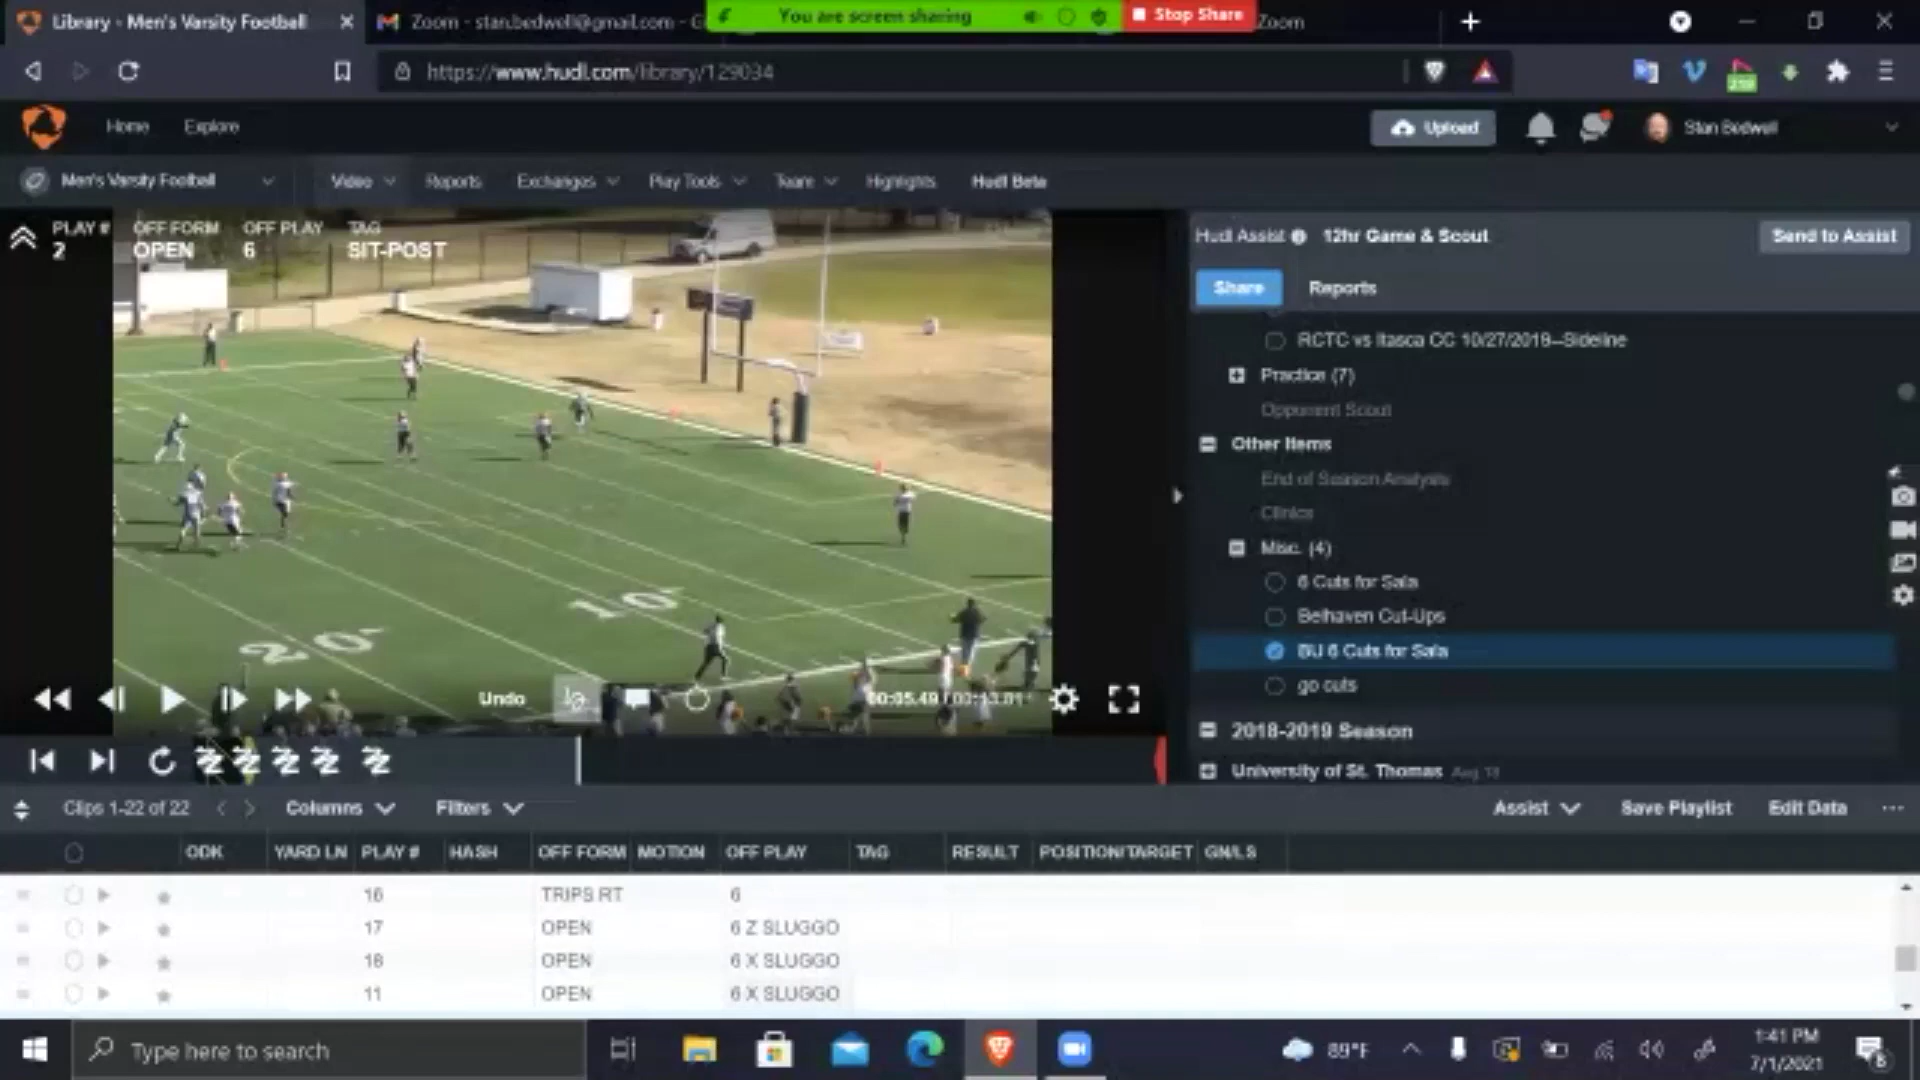 Library - Men's Varsity Football
Zoom - stan.bedwell@gmail.com - G
You are screen sharing
Stop Share
Zoom
https://www.hudl.com/library/129034
Home
Explore
Upload
Stan Bedwell
Men's Varsity Football
Video
Reports
Exchanges
Play Tools
Team
Highlights
Hudl Beta
PLAY # OFF FORM OFF PLAY TAG
2 OPEN 6 SIT-POST
Hudl Assist 12hr Game & Scout
Send to Assist
Share
Reports
RCTC vs Itasca CC 10/27/2019--Sideline
Practice (7)
Opponent Scout
Other Items
End of Season Analysis
Clinics
Misc. (4)
6 Cuts for Sala
Belhaven Cut-Ups
BU 6 Cuts for Sala
go cuts
2018-2019 Season
University of St. Thomas Aug 13
10
20
Undo
00:05.49 /
Clips 1-22 of 22
Columns
Filters
Assist
Save Playlist
Edit Data
ODK YARD LN PLAY # HASH OFF FORM MOTION OFF PLAY TAG RESULT POSITION/TARGET GN/LS
16 TRIPS RT 6
17 OPEN 6 Z SLUGGO
18 OPEN 6 X SLUGGO
11 OPEN 6 X SLUGGO
Type here to search
89°F
1:41 PM
7/1/2021